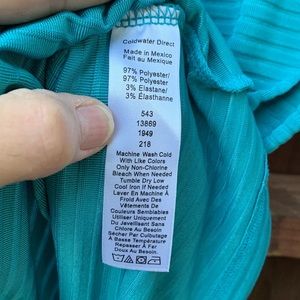 Coldwater Direct
Made in Mexico
Fait au Mexique
97% Polyester/
97% Polyester
3% Elastane/
3% Élasthanne
543
13869
1949
218
Machine Wash Cold
With Like Colors
Only Non-Chlorine
Bleach When Needed
Tumble Dry Low
Cool Iron If Needed
Laver En Machine À
Froid Avec Des
Vêtements De
Couleurs Semblables
Utiliser Uniquement
Du Javellisant Sans
Chlore Au Besoin
Sécher Par Culbutage
À Basse Température
Repasser À Fer
Doux Au Besoin